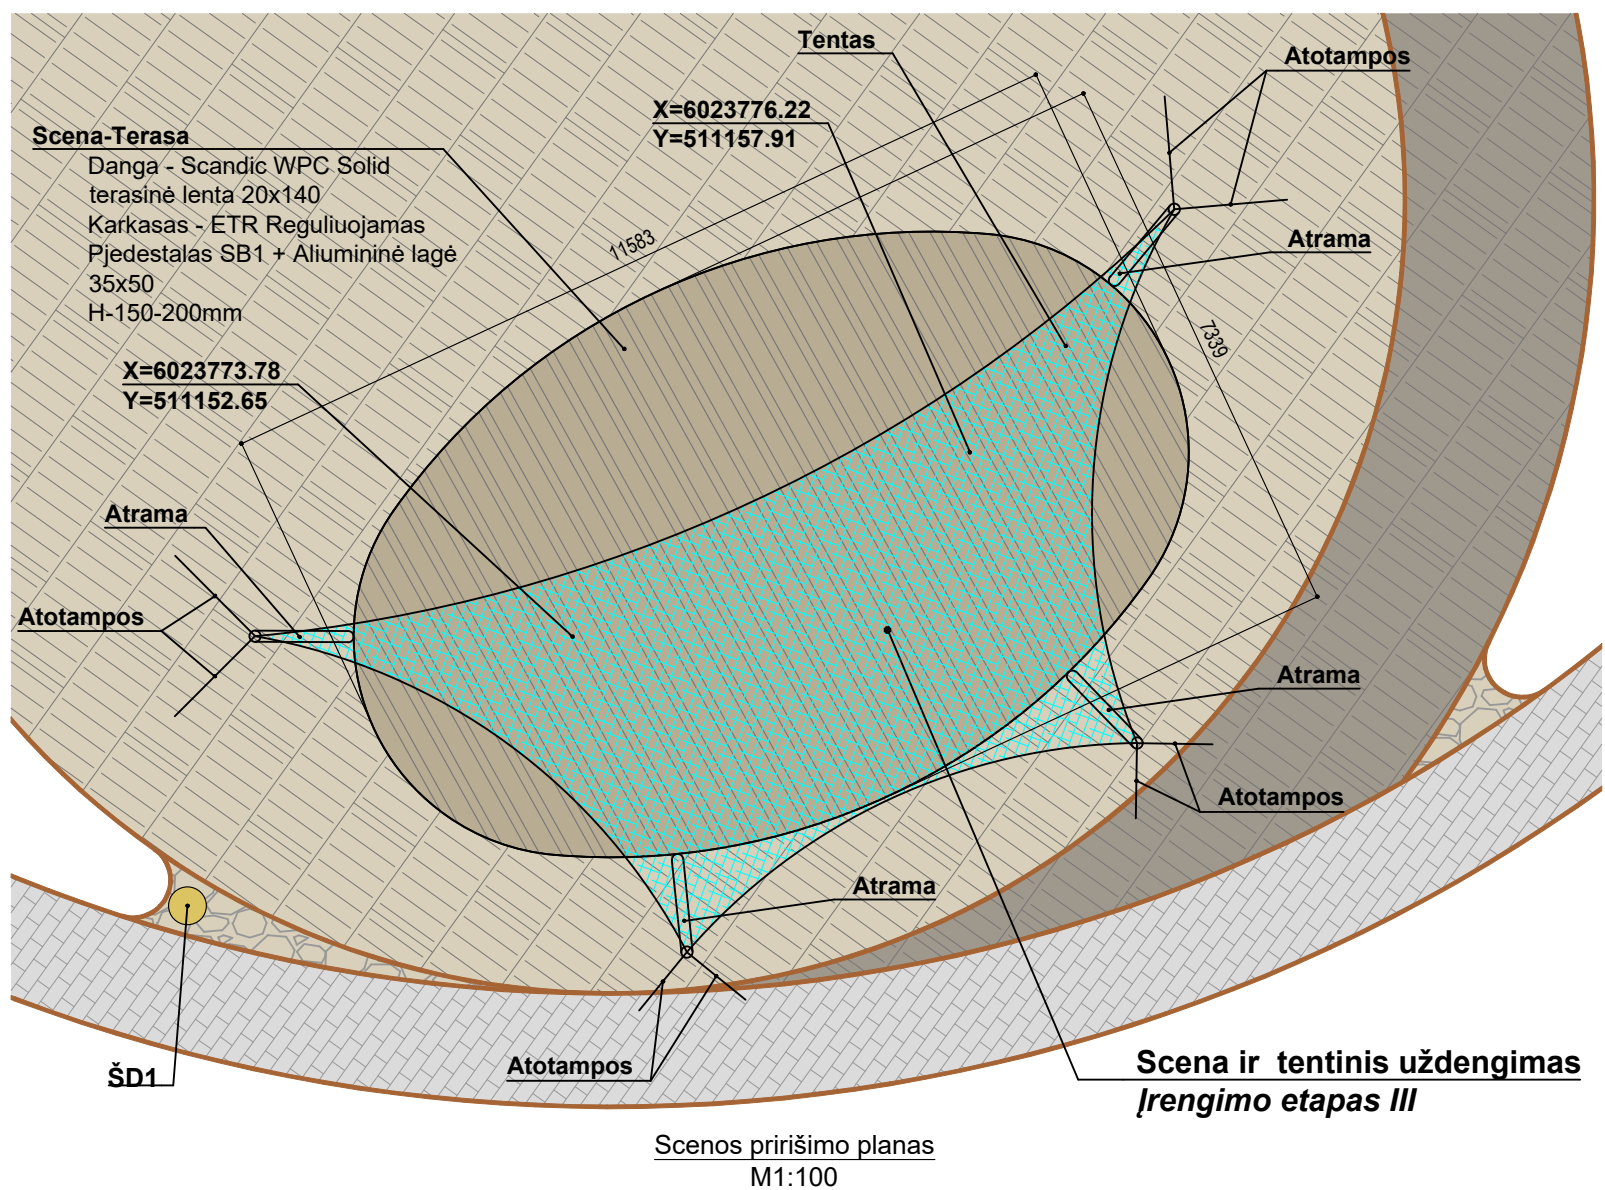 Tentas
Atotampos
X=6023776.22
Y=511157.91
Scena-Terasa
Danga - Scandic WPC Solid
terasinė lenta 20x140
Karkasas - ETR Reguliuojamas
Pjedestalas SB1 + Aliumininė lagė
35x50
H-150-200mm
11583
Atrama
7339
X=6023773.78
Y=511152.65
Atrama
Atotampos
Atrama
Atotampos
Atrama
Atotampos
ŠD1
Scena ir tentinis uždengimas
Įrengimo etapas III
Scenos pririšimo planas
M1:100